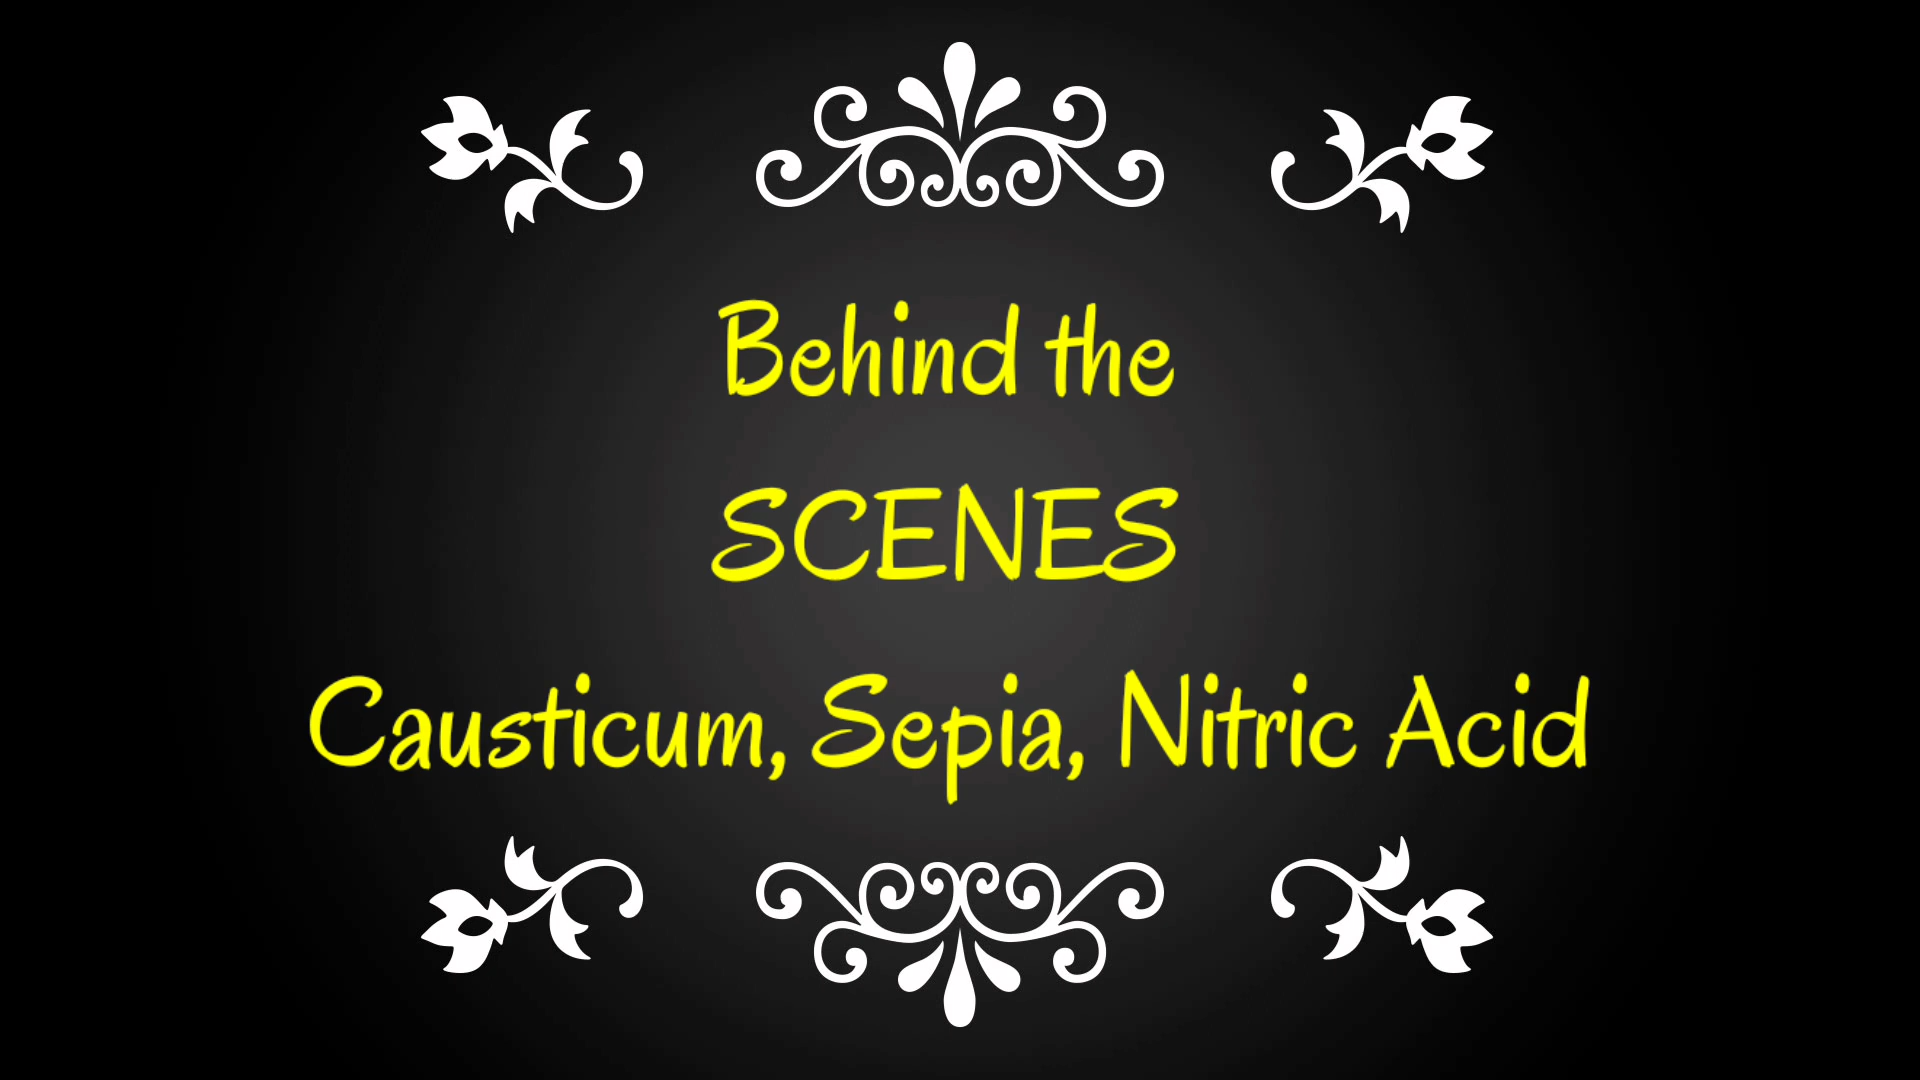 Behind the
SCENES
Causticum, Sepia, Nitric Acid